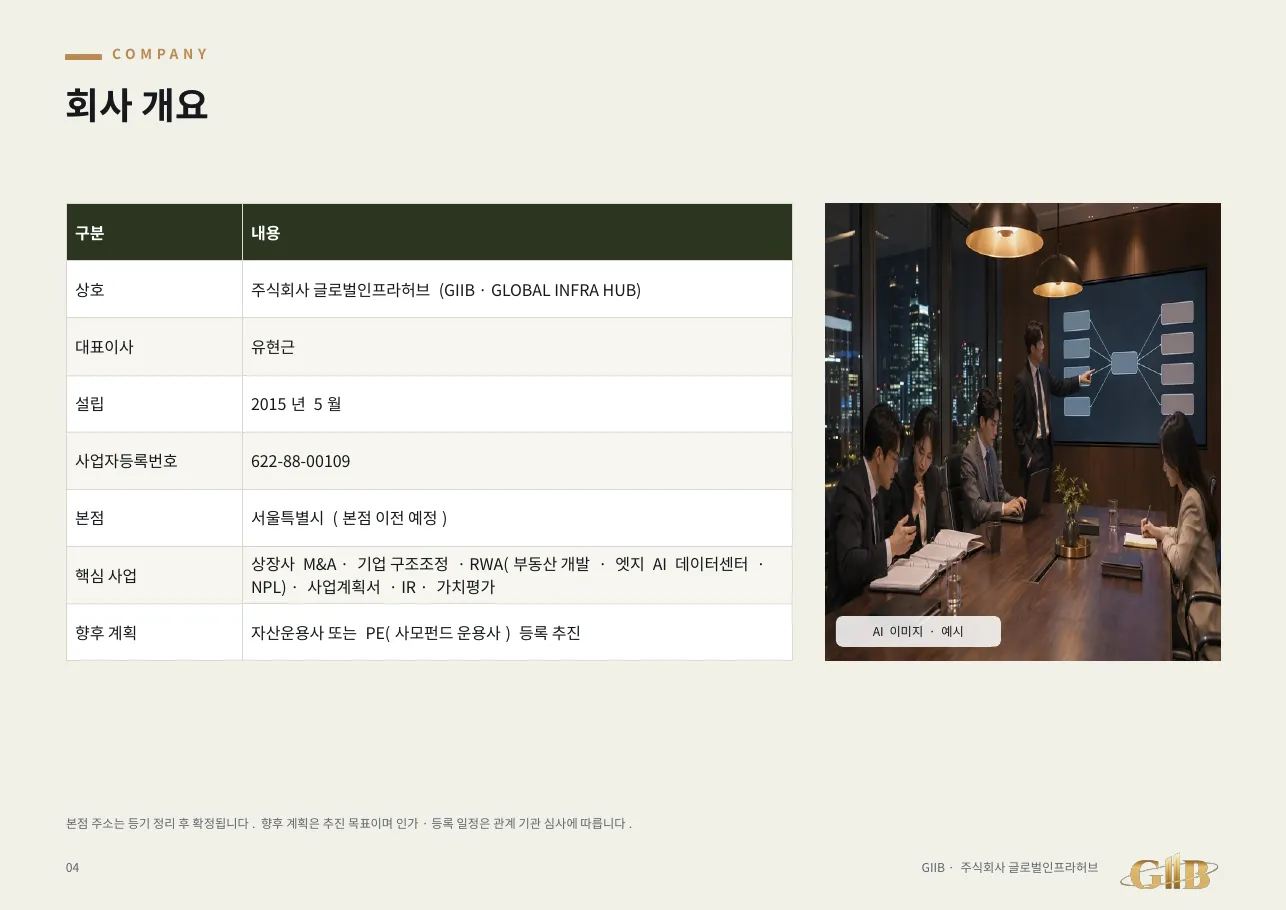 COMPANY
회사 개요
구분 내용
상호 주식회사 글로벌인프라허브 (GIIB · GLOBAL INFRA HUB)
대표이사 유현근
설립 2015 년 5 월
사업자등록번호 622-88-00109
본점 서울특별시 ( 본점 이전 예정 )
핵심 사업 상장사 M&A · 기업 구조조정 · RWA( 부동산 개발 · 엣지 AI 데이터센터 ·
NPL) · 사업계획서 · IR · 가치평가
향후 계획 자산운용사 또는 PE( 사모펀드 운용사 ) 등록 추진
AI 이미지 · 예시
본점 주소는 등기 정리 후 확정됩니다 . 향후 계획은 추진 목표이며 인가 · 등록 일정은 관계 기관 심사에 따릅니다 .
04
GIIB · 주식회사 글로벌인프라허브
GIIB